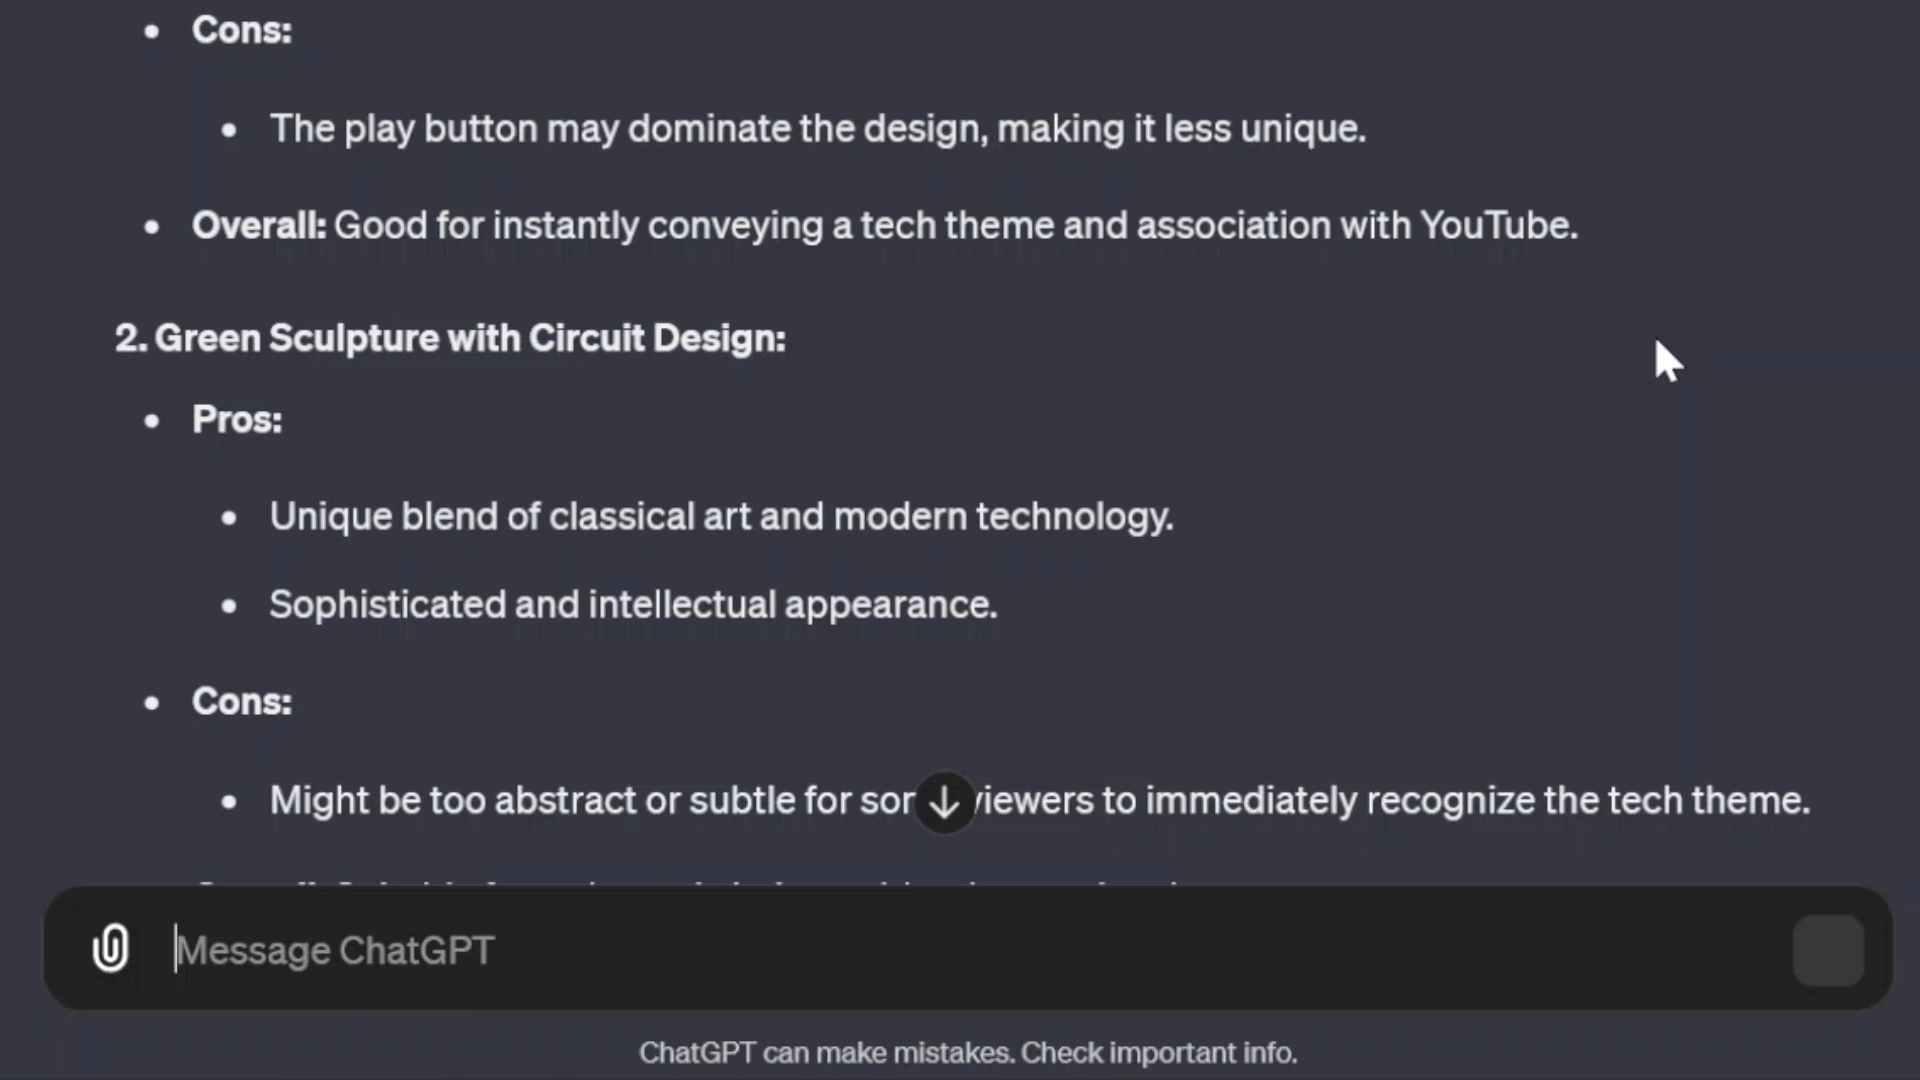 Cons:
The play button may dominate the design, making it less unique.
Overall: Good for instantly conveying a tech theme and association with YouTube.
2. Green Sculpture with Circuit Design:
Pros:
Unique blend of classical art and modern technology.
Sophisticated and intellectual appearance.
Cons:
Might be too abstract or subtle for viewers to immediately recognize the tech theme.
Message ChatGPT
ChatGPT can make mistakes. Check important info.